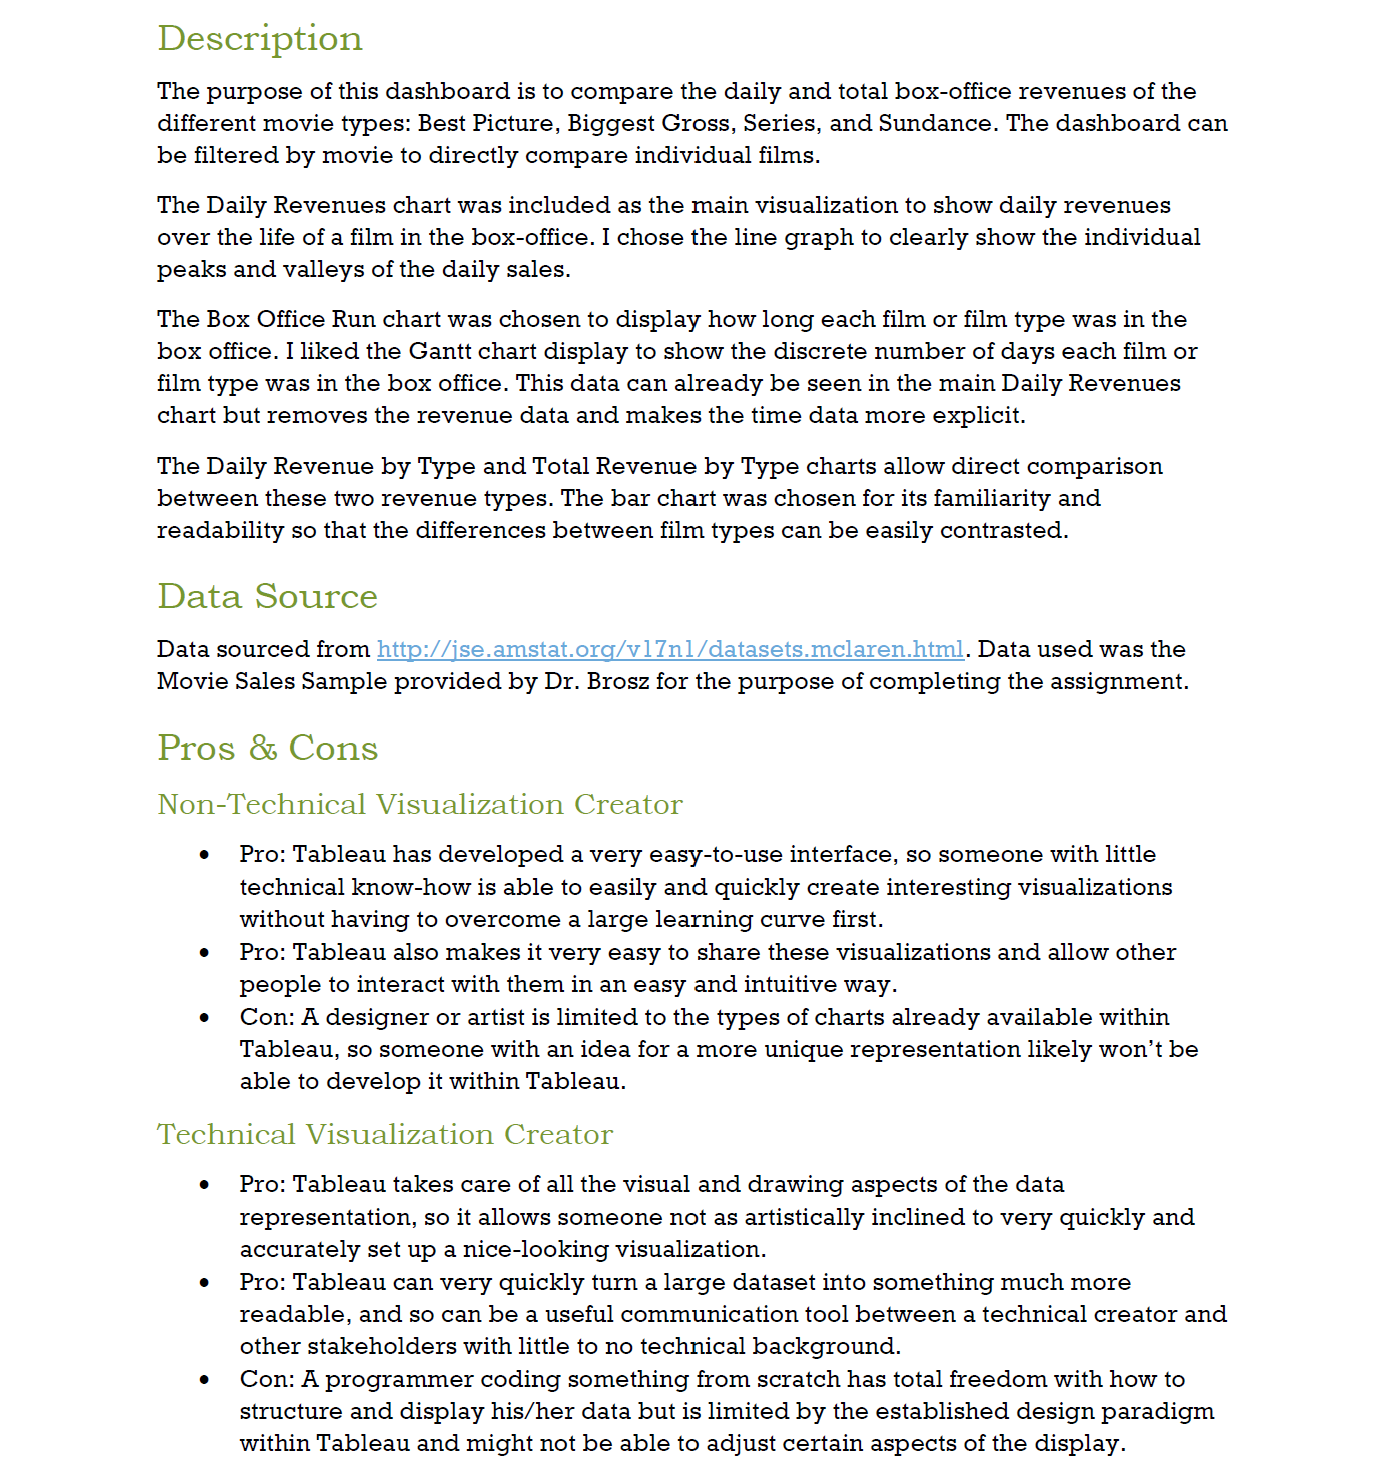 Description
The purpose of this dashboard is to compare the daily and total box-office revenues of the
different movie types: Best Picture, Biggest Gross, Series, and Sundance. The dashboard can
be filtered by movie to directly compare individual films.
The Daily Revenues chart was included as the main visualization to show daily revenues
over the life of a film in the box-office. I chose the line graph to clearly show the individual
peaks and valleys of the daily sales.
The Box Office Run chart was chosen to display how long each film or film type was in the
box office. I liked the Gantt chart display to show the discrete number of days each film or
film type was in the box office. This data can already be seen in the main Daily Revenues
chart but removes the revenue data and makes the time data more explicit.
The Daily Revenue by Type and Total Revenue by Type charts allow direct comparison
between these two revenue types. The bar chart was chosen for its familiarity and
readability so that the differences between film types can be easily contrasted.
Data Source
Data sourced from http://jse.amstat.org/v17n1/datasets.mclaren.html. Data used was the
Movie Sales Sample provided by Dr. Brosz for the purpose of completing the assignment.
Pros & Cons
Non-Technical Visualization Creator
• Pro: Tableau has developed a very easy-to-use interface, so someone with little
technical know-how is able to easily and quickly create interesting visualizations
without having to overcome a large learning curve first.
• Pro: Tableau also makes it very easy to share these visualizations and allow other
people to interact with them in an easy and intuitive way.
• Con: A designer or artist is limited to the types of charts already available within
Tableau, so someone with an idea for a more unique representation likely won’t be
able to develop it within Tableau.
Technical Visualization Creator
• Pro: Tableau takes care of all the visual and drawing aspects of the data
representation, so it allows someone not as artistically inclined to very quickly and
accurately set up a nice-looking visualization.
• Pro: Tableau can very quickly turn a large dataset into something much more
readable, and so can be a useful communication tool between a technical creator and
other stakeholders with little to no technical background.
• Con: A programmer coding something from scratch has total freedom with how to
structure and display his/her data but is limited by the established design paradigm
within Tableau and might not be able to adjust certain aspects of the display.